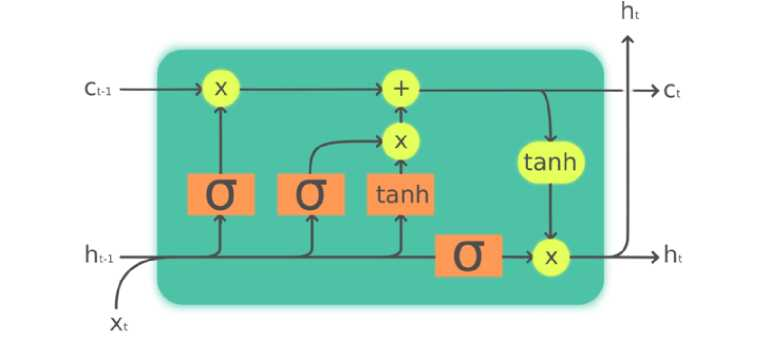 hₜ
cₜ₋₁ x + cₜ
x
tanh
σ σ tanh
hₜ₋₁ σ x hₜ
xₜ